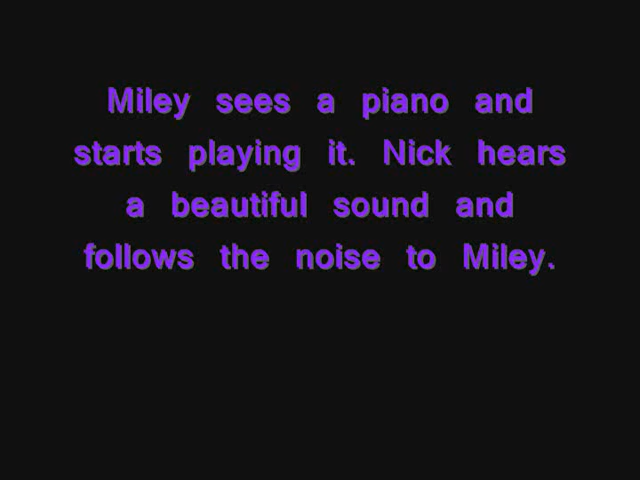 Miley sees a piano and
starts playing it. Nick hears
a beautiful sound and
follows the noise to Miley.